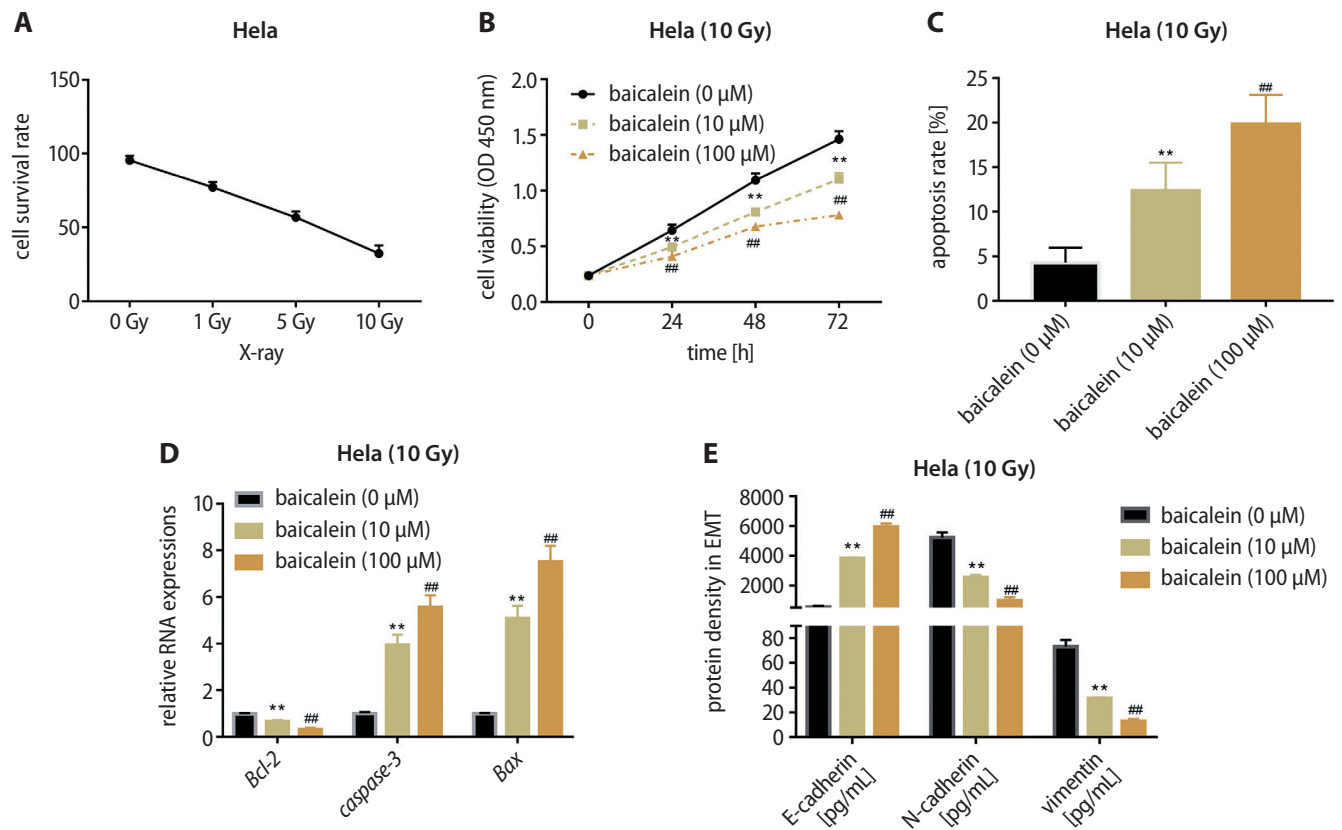 A
Hela
cell survival rate
150
100
50
0
0 Gy
1 Gy
5 Gy
10 Gy
X-ray
B
Hela (10 Gy)
cell viability (OD 450 nm)
2.0
1.5
1.0
0.5
0.0
baicalein (0 μM)
baicalein (10 μM)
baicalein (100 μM)
**
**
**
##
##
##
0
24
48
72
time [h]
C
Hela (10 Gy)
apoptosis rate [%]
25
20
15
10
5
0
**
##
baicalein (0 μM)
baicalein (10 μM)
baicalein (100 μM)
D
Hela (10 Gy)
relative RNA expressions
10
8
6
4
2
0
baicalein (0 μM)
baicalein (10 μM)
baicalein (100 μM)
**
##
**
##
**
##
Bcl-2
caspase-3
Bax
E
Hela (10 Gy)
protein density in EMT
8000
6000
4000
2000
80
60
40
20
0
**
##
**
##
**
##
baicalein (0 μM)
baicalein (10 μM)
baicalein (100 μM)
E-cadherin
[pg/mL]
N-cadherin
[pg/mL]
vimentin
[pg/mL]